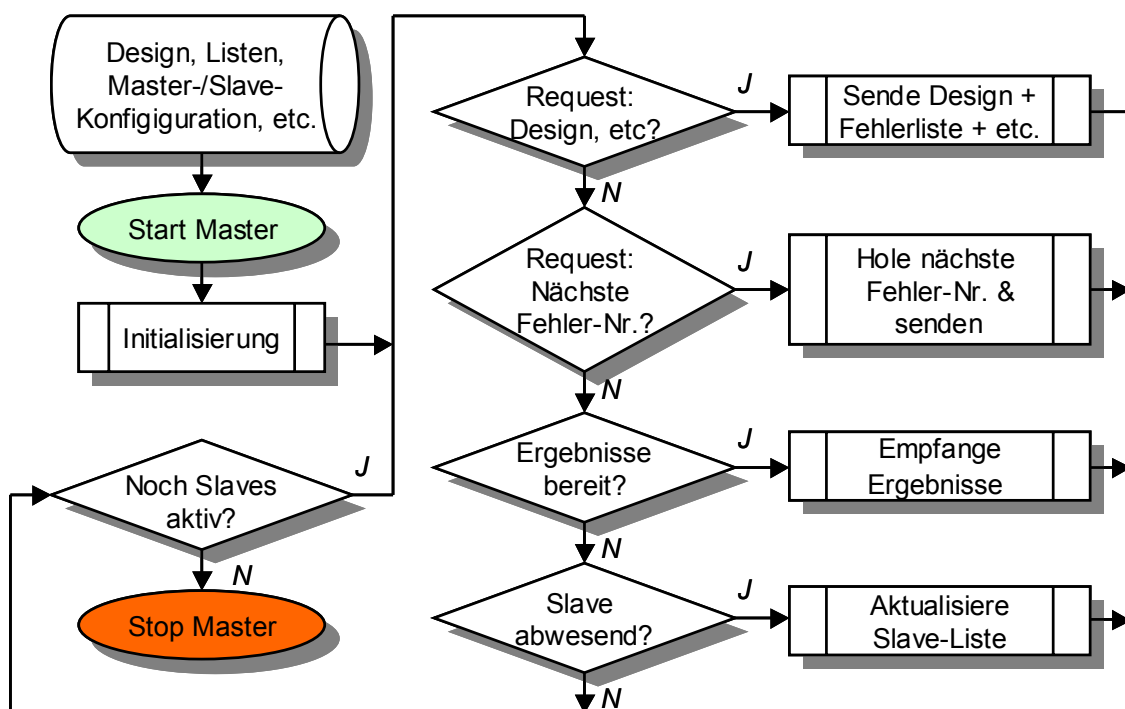 Design, Listen,
Master-/Slave-
Konfigiguration, etc.
Start Master
Initialisierung
Noch Slaves
aktiv?
J
N
Stop Master
Request:
Design, etc?
J
N
Sende Design +
Fehlerliste + etc.
Request:
Nächste
Fehler-Nr.?
J
N
Hole nächste
Fehler-Nr. &
senden
Ergebnisse
bereit?
J
N
Empfange
Ergebnisse
Slave
abwesend?
J
N
Aktualisiere
Slave-Liste